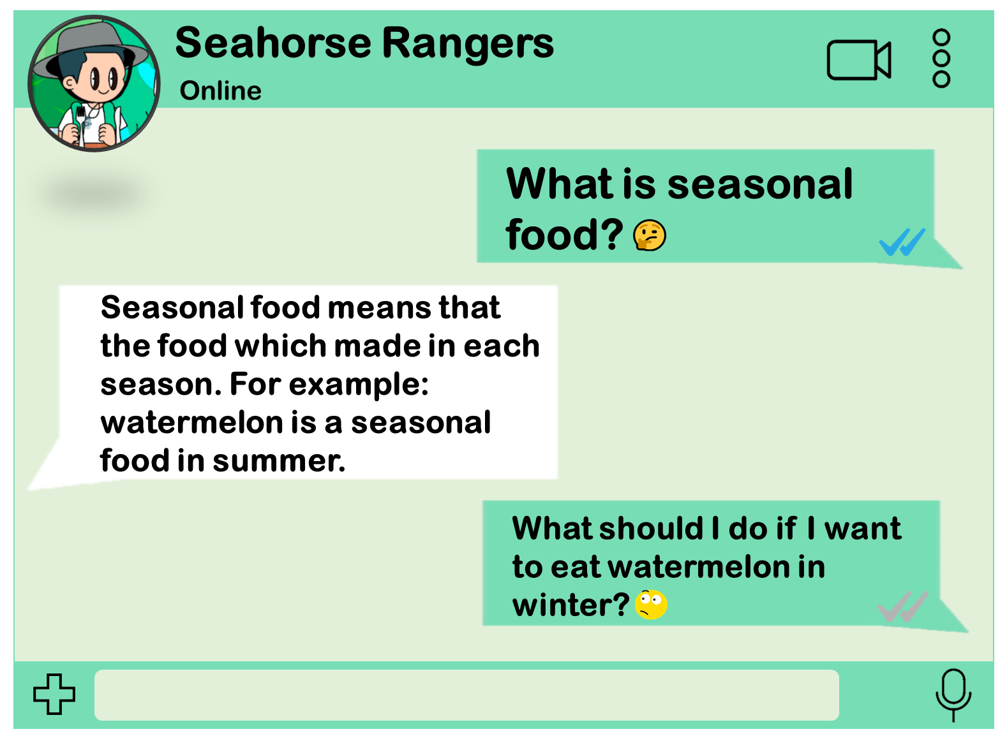 Seahorse Rangers
Online
What is seasonal
food? 🤔
Seasonal food means that
the food which made in each
season. For example:
watermelon is a seasonal
food in summer.
What should I do if I want
to eat watermelon in
winter?